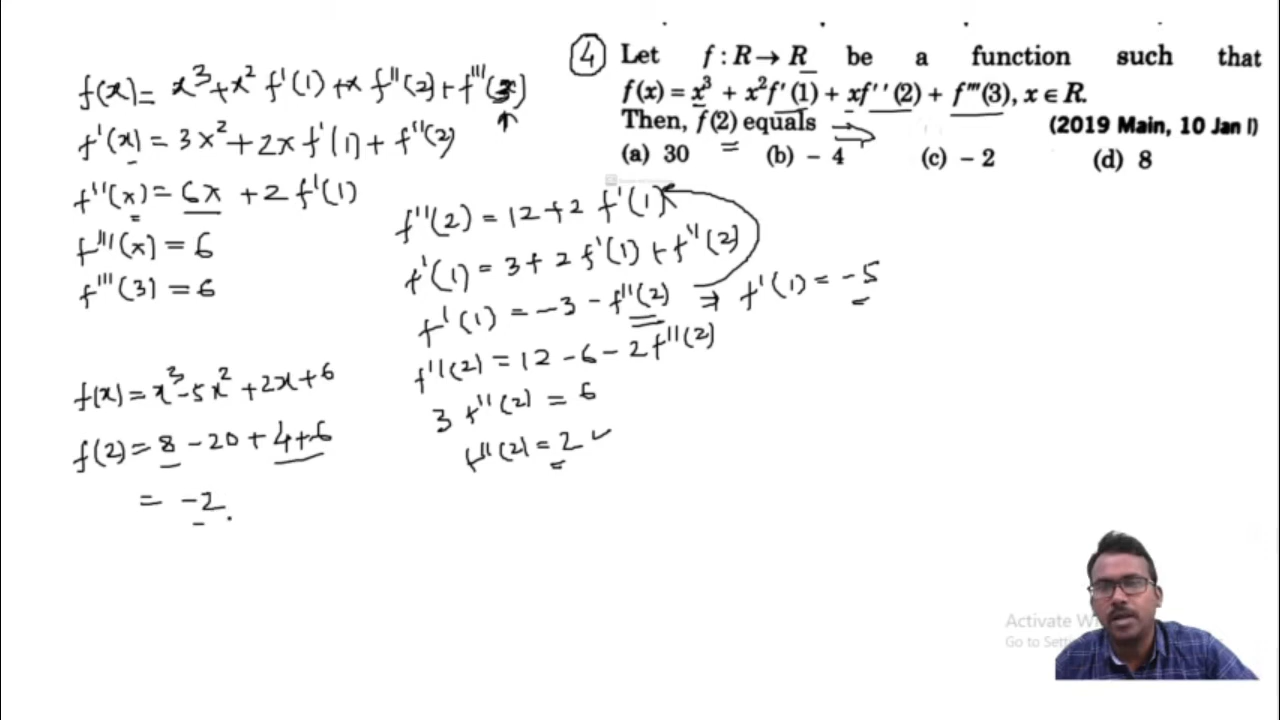 ④ Let f : R → R be a function such that
f(x) = x³ + x²f'(1) + xf''(2) + f'''(3), x ∈ R.
Then, f(2) equals
(2019 Main, 10 Jan I)
(a) 30 (b) – 4 (c) – 2 (d) 8
f(x) = x³ + x² f'(1) + x f''(2) + f'''(3)
f'(x) = 3x² + 2x f'(1) + f''(2)
f''(x) = 6x + 2 f'(1)
f'''(x) = 6
f'''(3) = 6
f''(2) = 12 + 2 f'(1)
f'(1) = 3 + 2 f'(1) + f''(2)
f'(1) = -3 - f''(2) ⇒ f'(1) = -5
f''(2) = 12 - 6 - 2 f''(2)
3 f''(2) = 6
f''(2) = 2 ✓
f(x) = x³ - 5x² + 2x + 6
f(2) = 8 - 20 + 4 + 6
= -2.
Activate
Go to